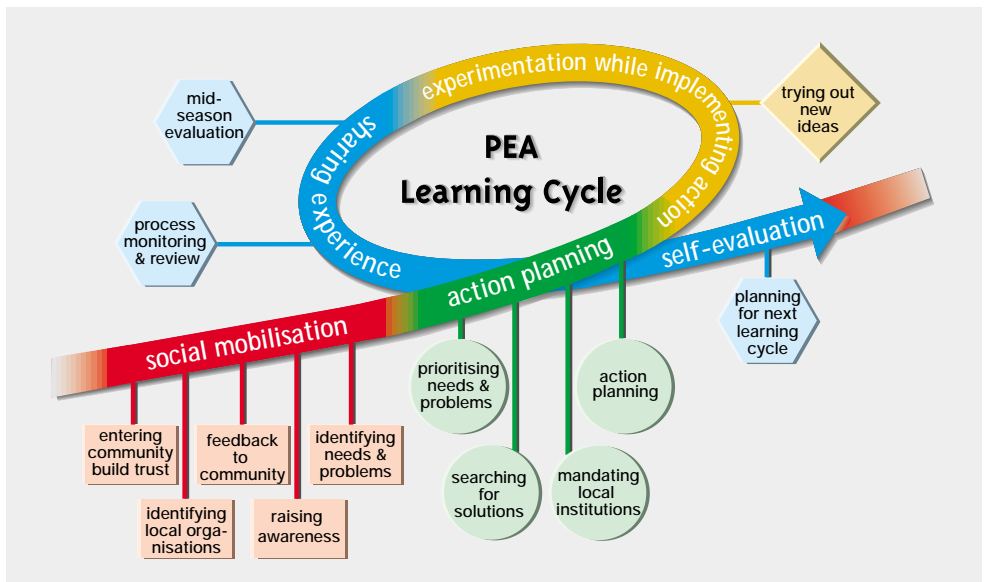 PEA
Learning Cycle
social mobilisation
action planning
experimentation while implementing action
sharing experience
self-evaluation
entering
community
build trust
identifying
local orga-
nisations
feedback
to
community
raising
awareness
identifying
needs &
problems
prioritising
needs &
problems
searching
for
solutions
mandating
local
institutions
action
planning
trying out
new
ideas
mid-
season
evaluation
process
monitoring
& review
planning
for next
learning
cycle